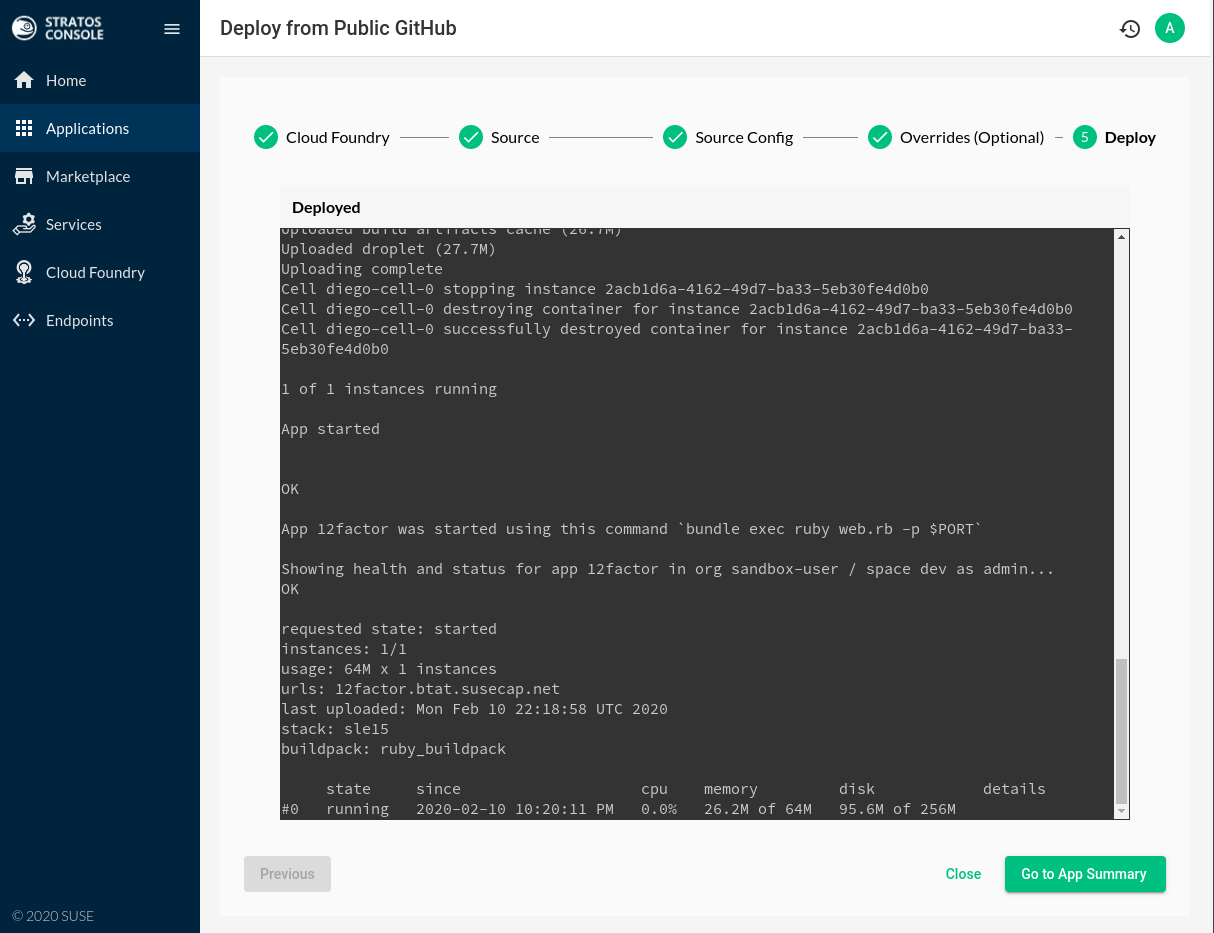 STRATOS
CONSOLE
Deploy from Public GitHub
A
Home
Applications
Marketplace
Services
Cloud Foundry
Endpoints
© 2020 SUSE
Cloud Foundry
Source
Source Config
Overrides (Optional)
5 Deploy
Deployed
Uploaded build artifacts cache (26.7M)
Uploaded droplet (27.7M)
Uploading complete
Cell diego-cell-0 stopping instance 2acb1d6a-4162-49d7-ba33-5eb30fe4d0b0
Cell diego-cell-0 destroying container for instance 2acb1d6a-4162-49d7-ba33-5eb30fe4d0b0
Cell diego-cell-0 successfully destroyed container for instance 2acb1d6a-4162-49d7-ba33-
5eb30fe4d0b0
1 of 1 instances running
App started
OK
App 12factor was started using this command `bundle exec ruby web.rb -p $PORT`
Showing health and status for app 12factor in org sandbox-user / space dev as admin...
OK
requested state: started
instances: 1/1
usage: 64M x 1 instances
urls: 12factor.btat.susecap.net
last uploaded: Mon Feb 10 22:18:58 UTC 2020
stack: sle15
buildpack: ruby_buildpack
state since cpu memory disk details
#0 running 2020-02-10 10:20:11 PM 0.0% 26.2M of 64M 95.6M of 256M
Previous
Close
Go to App Summary